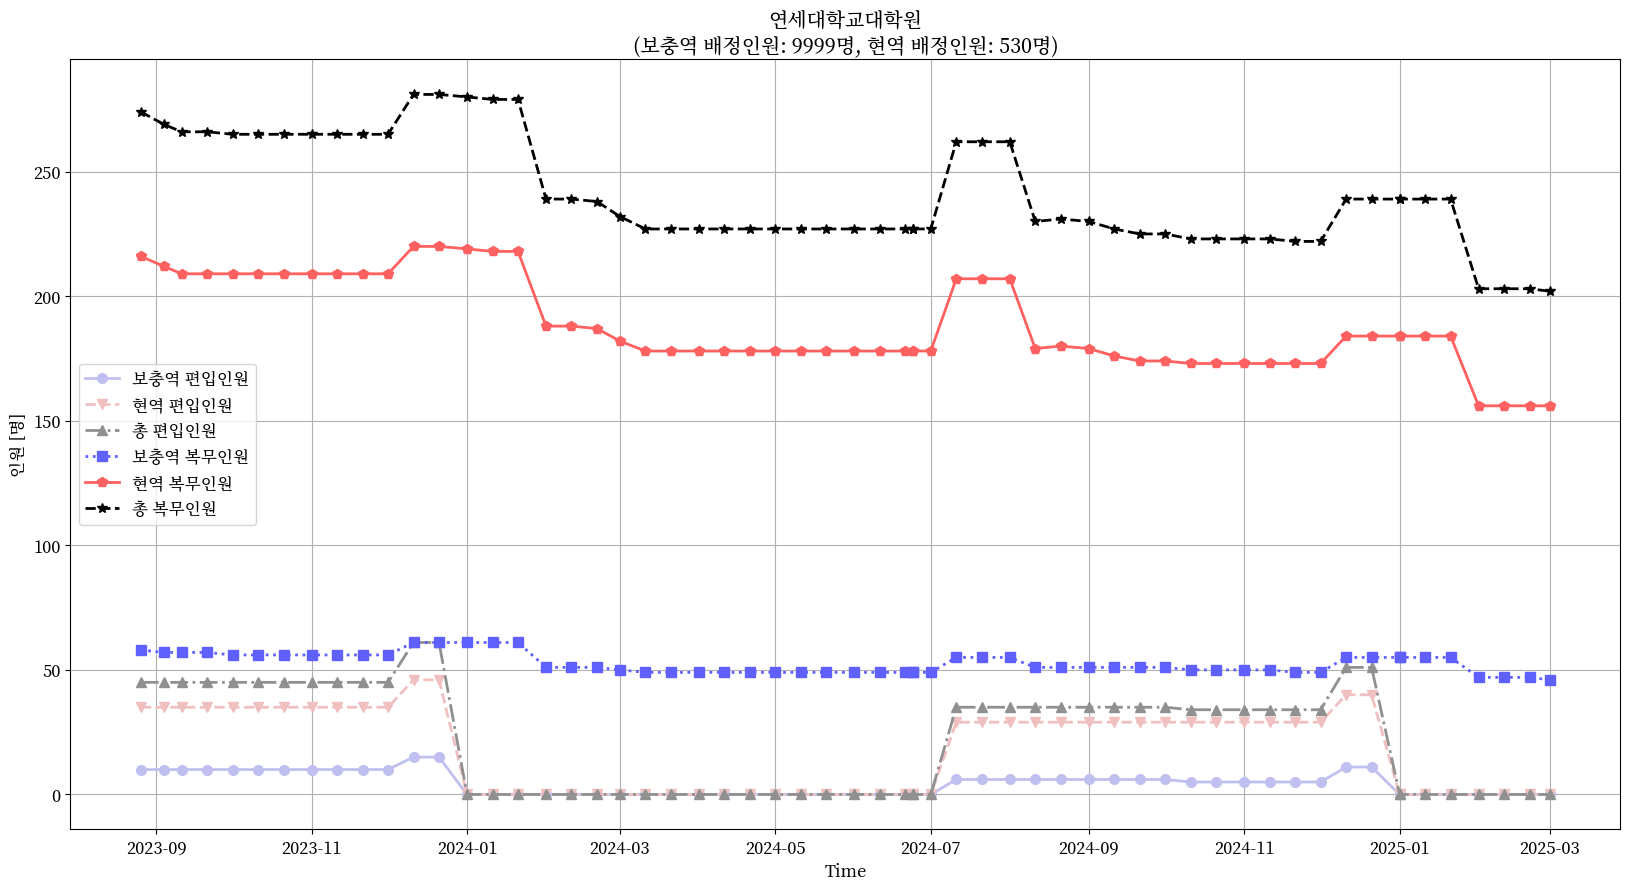 연세대학교대학원
(보충역 배정인원: 9999명, 현역 배정인원: 530명)
인원 [명]
250
200
150
100
50
0
보충역 편입인원
현역 편입인원
총 편입인원
보충역 복무인원
현역 복무인원
총 복무인원
2023-09
2023-11
2024-01
2024-03
2024-05
2024-07
2024-09
2024-11
2025-01
2025-03
Time